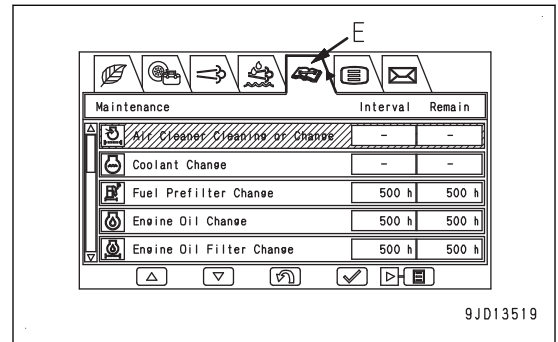 E
Maintenance Interval Remain
Air Cleaner Cleaning or Change - -
Coolant Change - -
Fuel Prefilter Change 500 h 500 h
Engine Oil Change 500 h 500 h
Engine Oil Filter Change 500 h 500 h
9JD13519